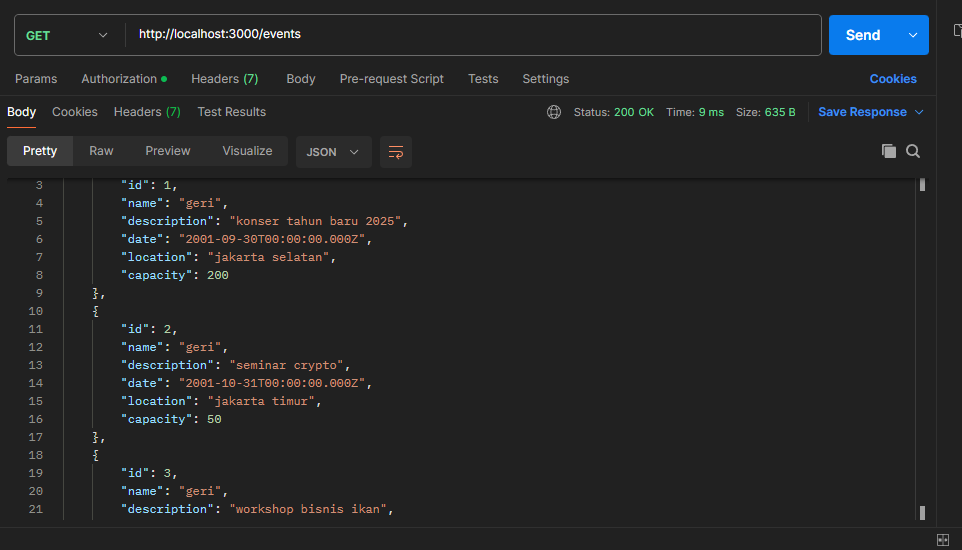 GET http://localhost:3000/events Send
Params Authorization Headers (7) Body Pre-request Script Tests Settings Cookies
Body Cookies Headers (7) Test Results Status: 200 OK Time: 9 ms Size: 635 B Save Response
Pretty Raw Preview Visualize JSON
3 "id": 1,
4 "name": "geri",
5 "description": "konser tahun baru 2025",
6 "date": "2001-09-30T00:00:00.000Z",
7 "location": "jakarta selatan",
8 "capacity": 200
9 },
10 {
11 "id": 2,
12 "name": "geri",
13 "description": "seminar crypto",
14 "date": "2001-10-31T00:00:00.000Z",
15 "location": "jakarta timur",
16 "capacity": 50
17 },
18 {
19 "id": 3,
20 "name": "geri",
21 "description": "workshop bisnis ikan",